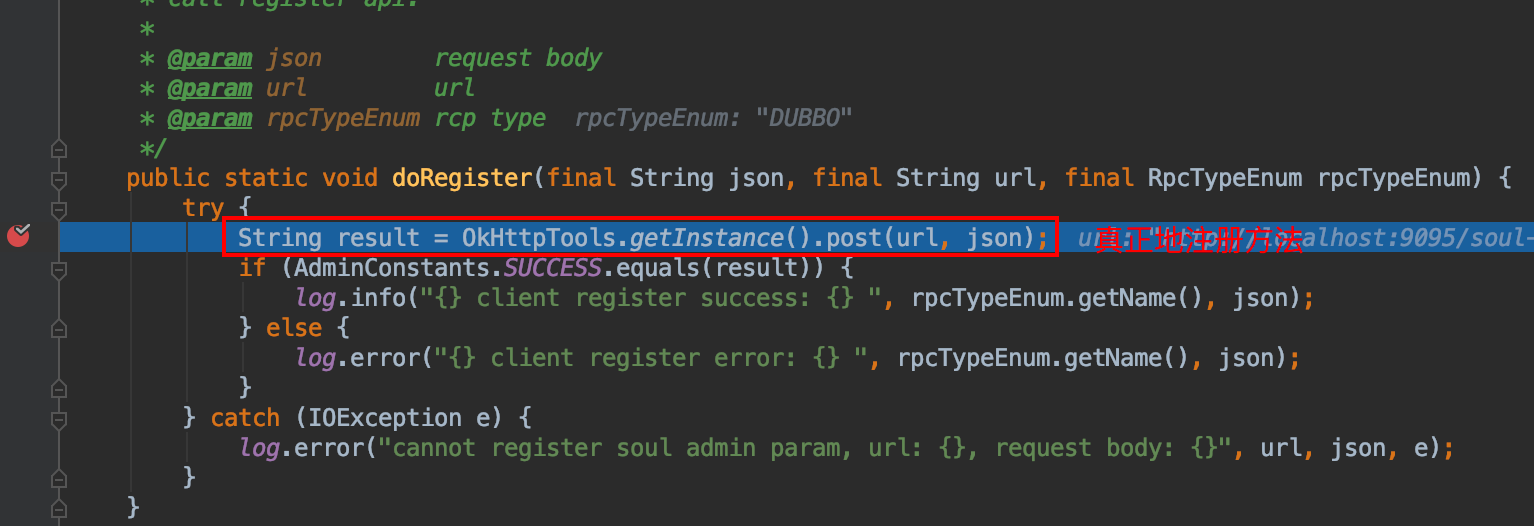 * call register api.
*
* @param json request body
* @param url url
* @param rpcTypeEnum rcp type rpcTypeEnum: "DUBBO"
*/
public static void doRegister(final String json, final String url, final RpcTypeEnum rpcTypeEnum) {
try {
String result = OkHttpTools.getInstance().post(url, json); 真正地注册方法 localhost:9095/soul-
if (AdminConstants.SUCCESS.equals(result)) {
log.info("{} client register success: {} ", rpcTypeEnum.getName(), json);
} else {
log.error("{} client register error: {} ", rpcTypeEnum.getName(), json);
}
} catch (IOException e) {
log.error("cannot register soul admin param, url: {}, request body: {}", url, json, e);
}
}